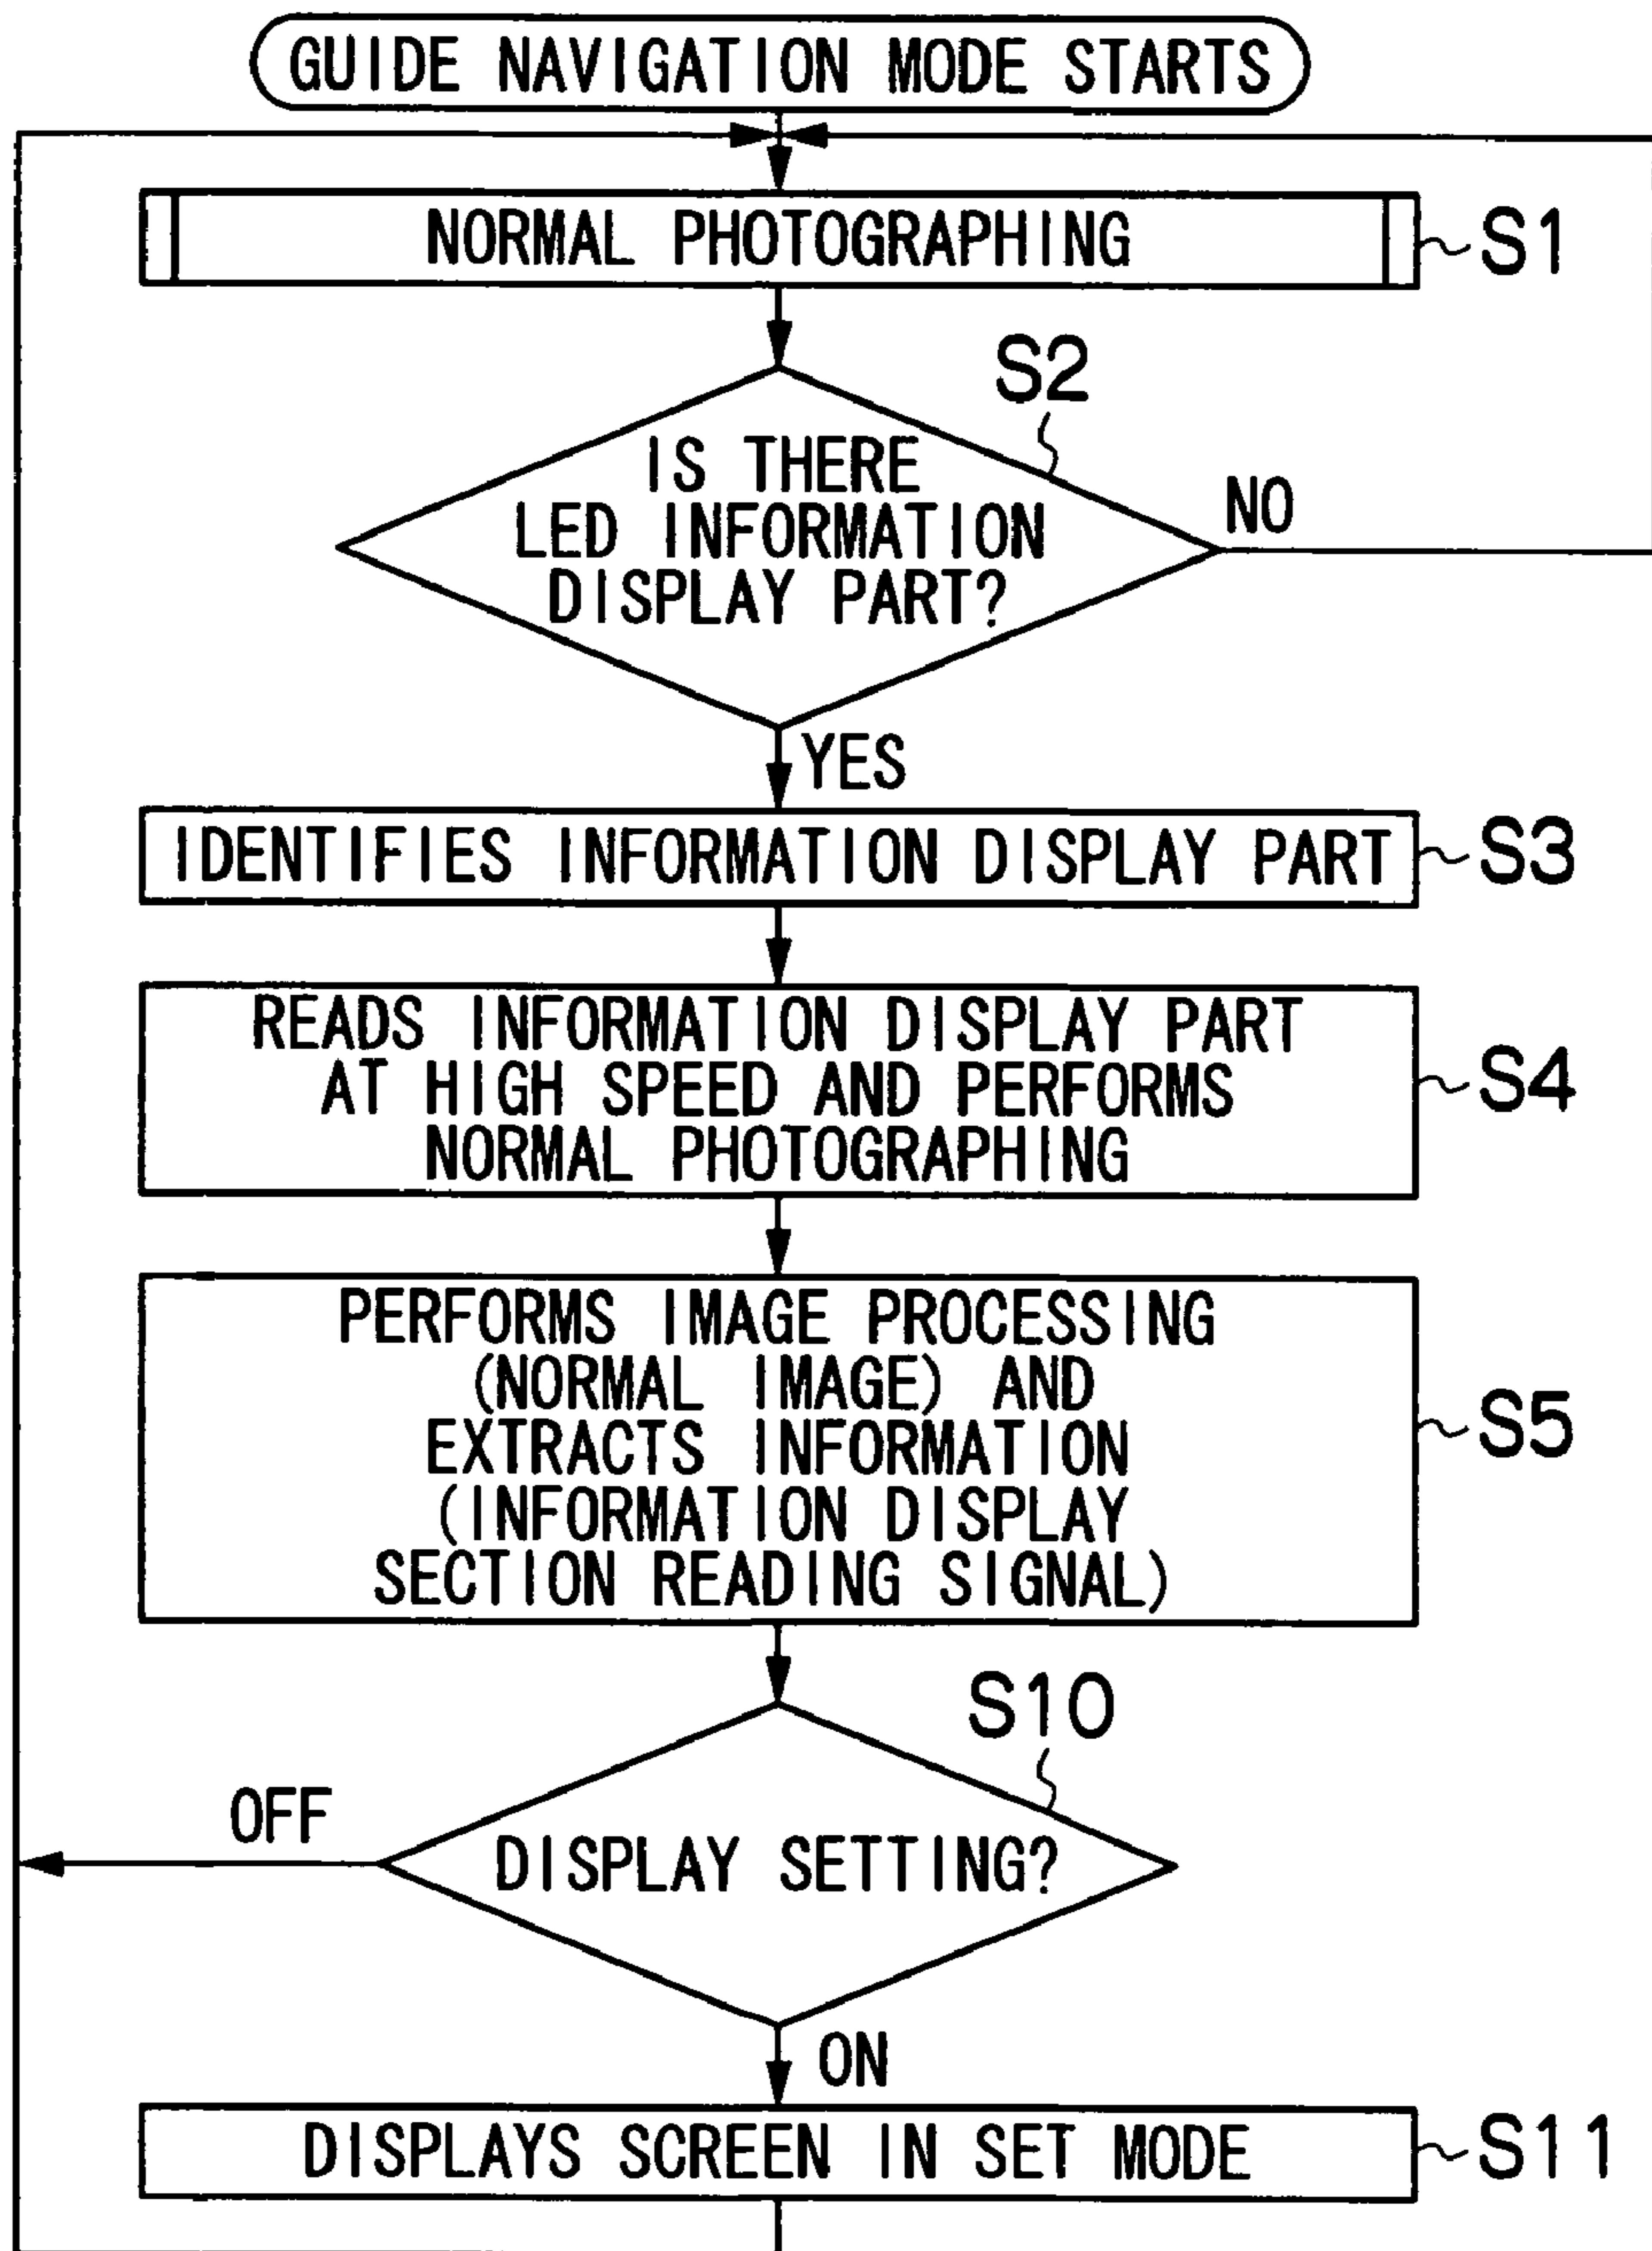 GUIDE NAVIGATION MODE STARTS
NORMAL PHOTOGRAPHING
S1
S2
IS THERE
LED INFORMATION
DISPLAY PART?
NO
YES
IDENTIFIES INFORMATION DISPLAY PART
S3
READS INFORMATION DISPLAY PART
AT HIGH SPEED AND PERFORMS
NORMAL PHOTOGRAPHING
S4
PERFORMS IMAGE PROCESSING
(NORMAL IMAGE) AND
EXTRACTS INFORMATION
(INFORMATION DISPLAY
SECTION READING SIGNAL)
S5
S10
OFF
DISPLAY SETTING?
ON
DISPLAYS SCREEN IN SET MODE
S11